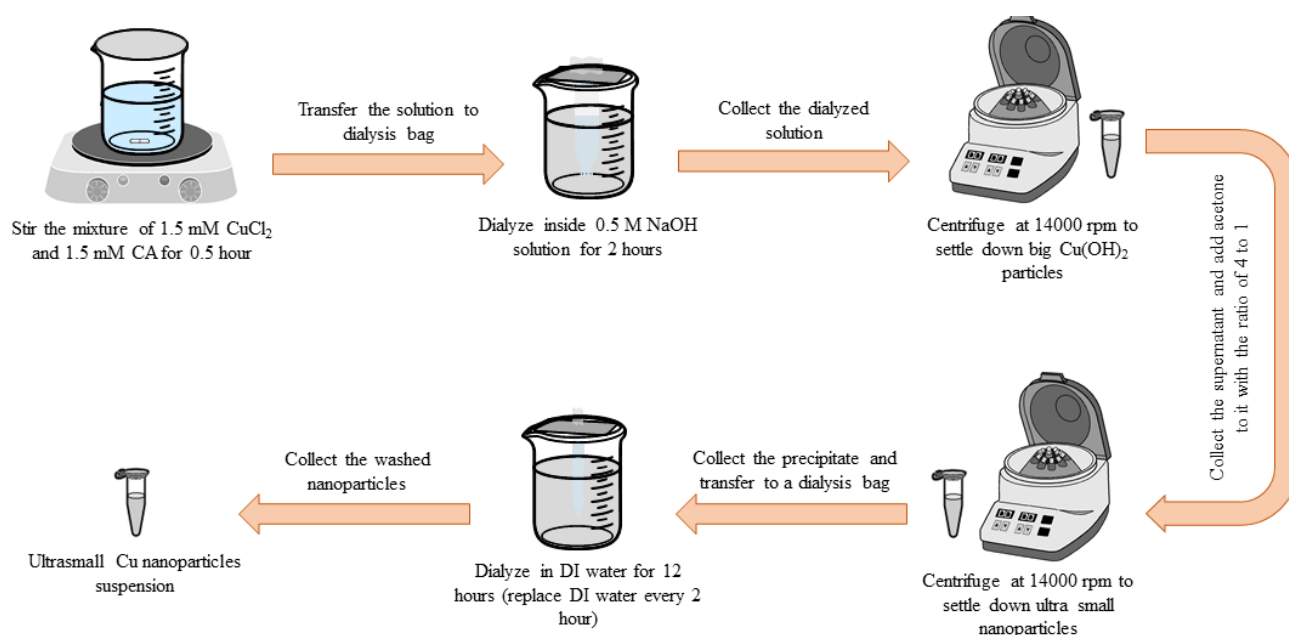 Stir the mixture of 1.5 mM CuCl₂
and 1.5 mM CA for 0.5 hour
Transfer the solution to
dialysis bag
Dialyze inside 0.5 M NaOH
solution for 2 hours
Collect the dialyzed
solution
Centrifuge at 14000 rpm to
settle down big Cu(OH)₂
particles
Collect the supernatant and add acetone
to it with the ratio of 4 to 1
Centrifuge at 14000 rpm to
settle down ultra small
nanoparticles
Collect the precipitate and
transfer to a dialysis bag
Dialyze in DI water for 12
hours (replace DI water every 2
hour)
Collect the washed
nanoparticles
Ultrasmall Cu nanoparticles
suspension